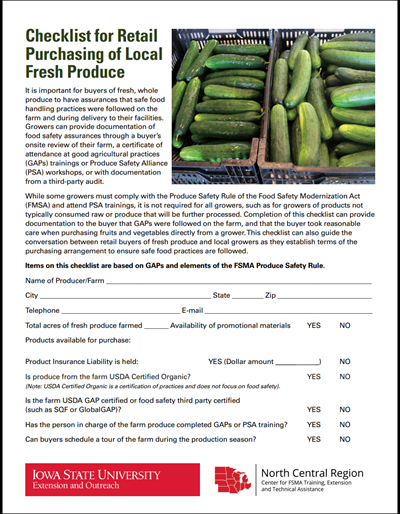 Checklist for Retail
Purchasing of Local
Fresh Produce
It is important for buyers of fresh, whole
produce to have assurances that safe food
handling practices were followed on the
farm and during delivery to their facilities.
Growers can provide documentation of
food safety assurances through a buyer's
onsite review of their farm, a certificate of
attendance at good agricultural practices
(GAPs) trainings or Produce Safety Alliance
(PSA) workshops, or with documentation
from a third-party audit.
While some growers must comply with the Produce Safety Rule of the Food Safety Modernization Act
(FMSA) and attend PSA trainings, it is not required for all growers, such as for growers of products not
typically consumed raw or produce that will be further processed. Completion of this checklist can provide
documentation to the buyer that GAPs were followed on the farm, and that the buyer took reasonable
care when purchasing fruits and vegetables directly from a grower. This checklist can also guide the
conversation between retail buyers of fresh produce and local growers as they establish terms of the
purchasing arrangement to ensure safe food practices are followed.
Items on this checklist are based on GAPs and elements of the FSMA Produce Safety Rule.
Name of Producer/Farm
City State Zip
Telephone E-mail
Total acres of fresh produce farmed Availability of promotional materials YES NO
Products available for purchase:
Product Insurance Liability is held: YES (Dollar amount ) NO
Is produce from the farm USDA Certified Organic? YES NO
(Note: USDA Certified Organic is a certification of practices and does not focus on food safety).
Is the farm USDA GAP certified or food safety third party certified
(such as SQF or GlobalGAP)? YES NO
Has the person in charge of the farm produce completed GAPs or PSA training? YES NO
Can buyers schedule a tour of the farm during the production season? YES NO
IOWA STATE UNIVERSITY
Extension and Outreach
North Central Region
Center for FSMA Training, Extension
and Technical Assistance